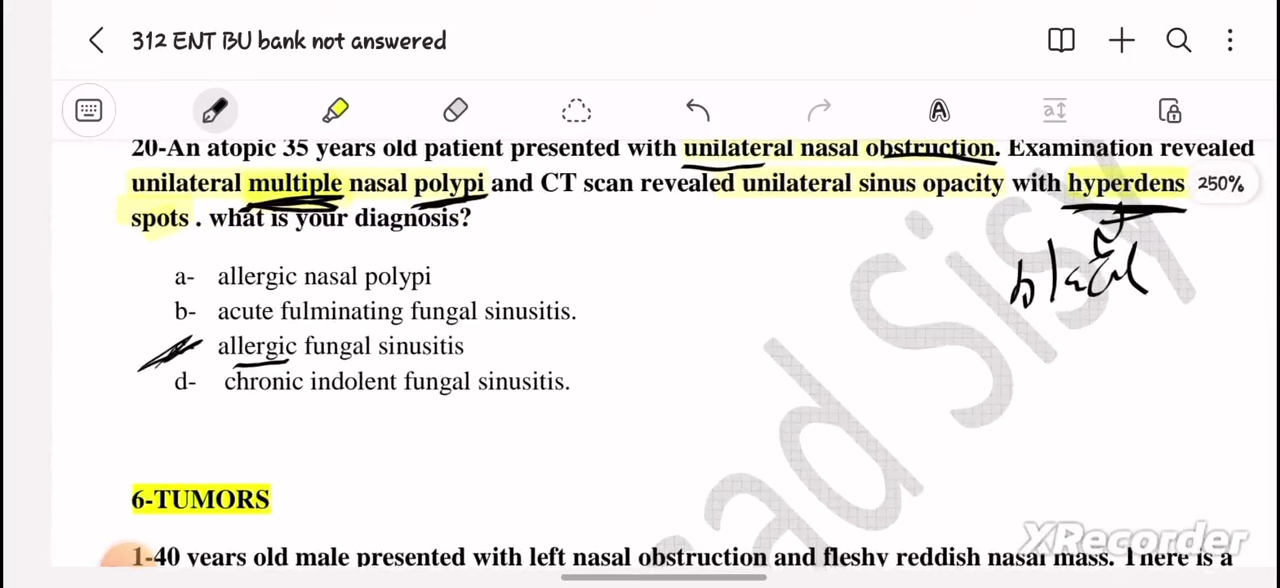 312 ENT BU bank not answered
20-An atopic 35 years old patient presented with unilateral nasal obstruction. Examination revealed
unilateral multiple nasal polypi and CT scan revealed unilateral sinus opacity with hyperdens
250%
spots . what is your diagnosis?
a- allergic nasal polypi
b- acute fulminating fungal sinusitis.
allergic fungal sinusitis
d- chronic indolent fungal sinusitis.
6-TUMORS
1-40 years old male presented with left nasal obstruction and fleshy reddish nasal mass. There is a
XRecorder